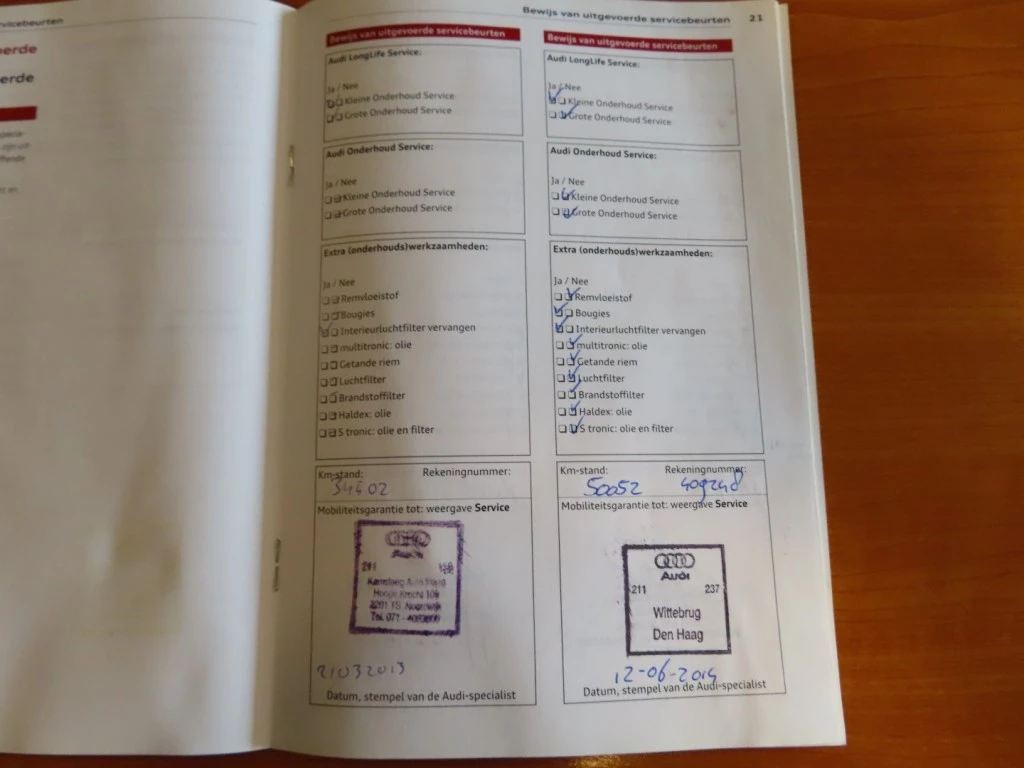 servicebeurten
erde
erde
Bewijs van uitgevoerde servicebeurten 21
Bewijs van uitgevoerde servicebeurten
Audi LongLife Service:
Ja / Nee
Kleine Onderhoud Service
Grote Onderhoud Service
Audi Onderhoud Service:
Ja / Nee
Kleine Onderhoud Service
Grote Onderhoud Service
Extra (onderhouds)werkzaamheden:
Ja / Nee
Remvloeistof
Bougies
Interieurluchtfilter vervangen
multitronic: olie
Getande riem
Luchtfilter
Brandstoffilter
Haldex: olie
S tronic: olie en filter
Km-stand: Rekeningnummer:
Mobiliteitsgarantie tot: weergave Service
Audi
211
Datum, stempel van de Audi-specialist
Bewijs van uitgevoerde servicebeurten
Audi LongLife Service:
Ja / Nee
Kleine Onderhoud Service
Grote Onderhoud Service
Audi Onderhoud Service:
Ja / Nee
Kleine Onderhoud Service
Grote Onderhoud Service
Extra (onderhouds)werkzaamheden:
Ja / Nee
Remvloeistof
Bougies
Interieurluchtfilter vervangen
multitronic: olie
Getande riem
Luchtfilter
Brandstoffilter
Haldex: olie
S tronic: olie en filter
Km-stand: Rekeningnummer:
50052 409248
Mobiliteitsgarantie tot: weergave Service
Audi
211 237
Wittebrug
Den Haag
12-06-2014
Datum, stempel van de Audi-specialist